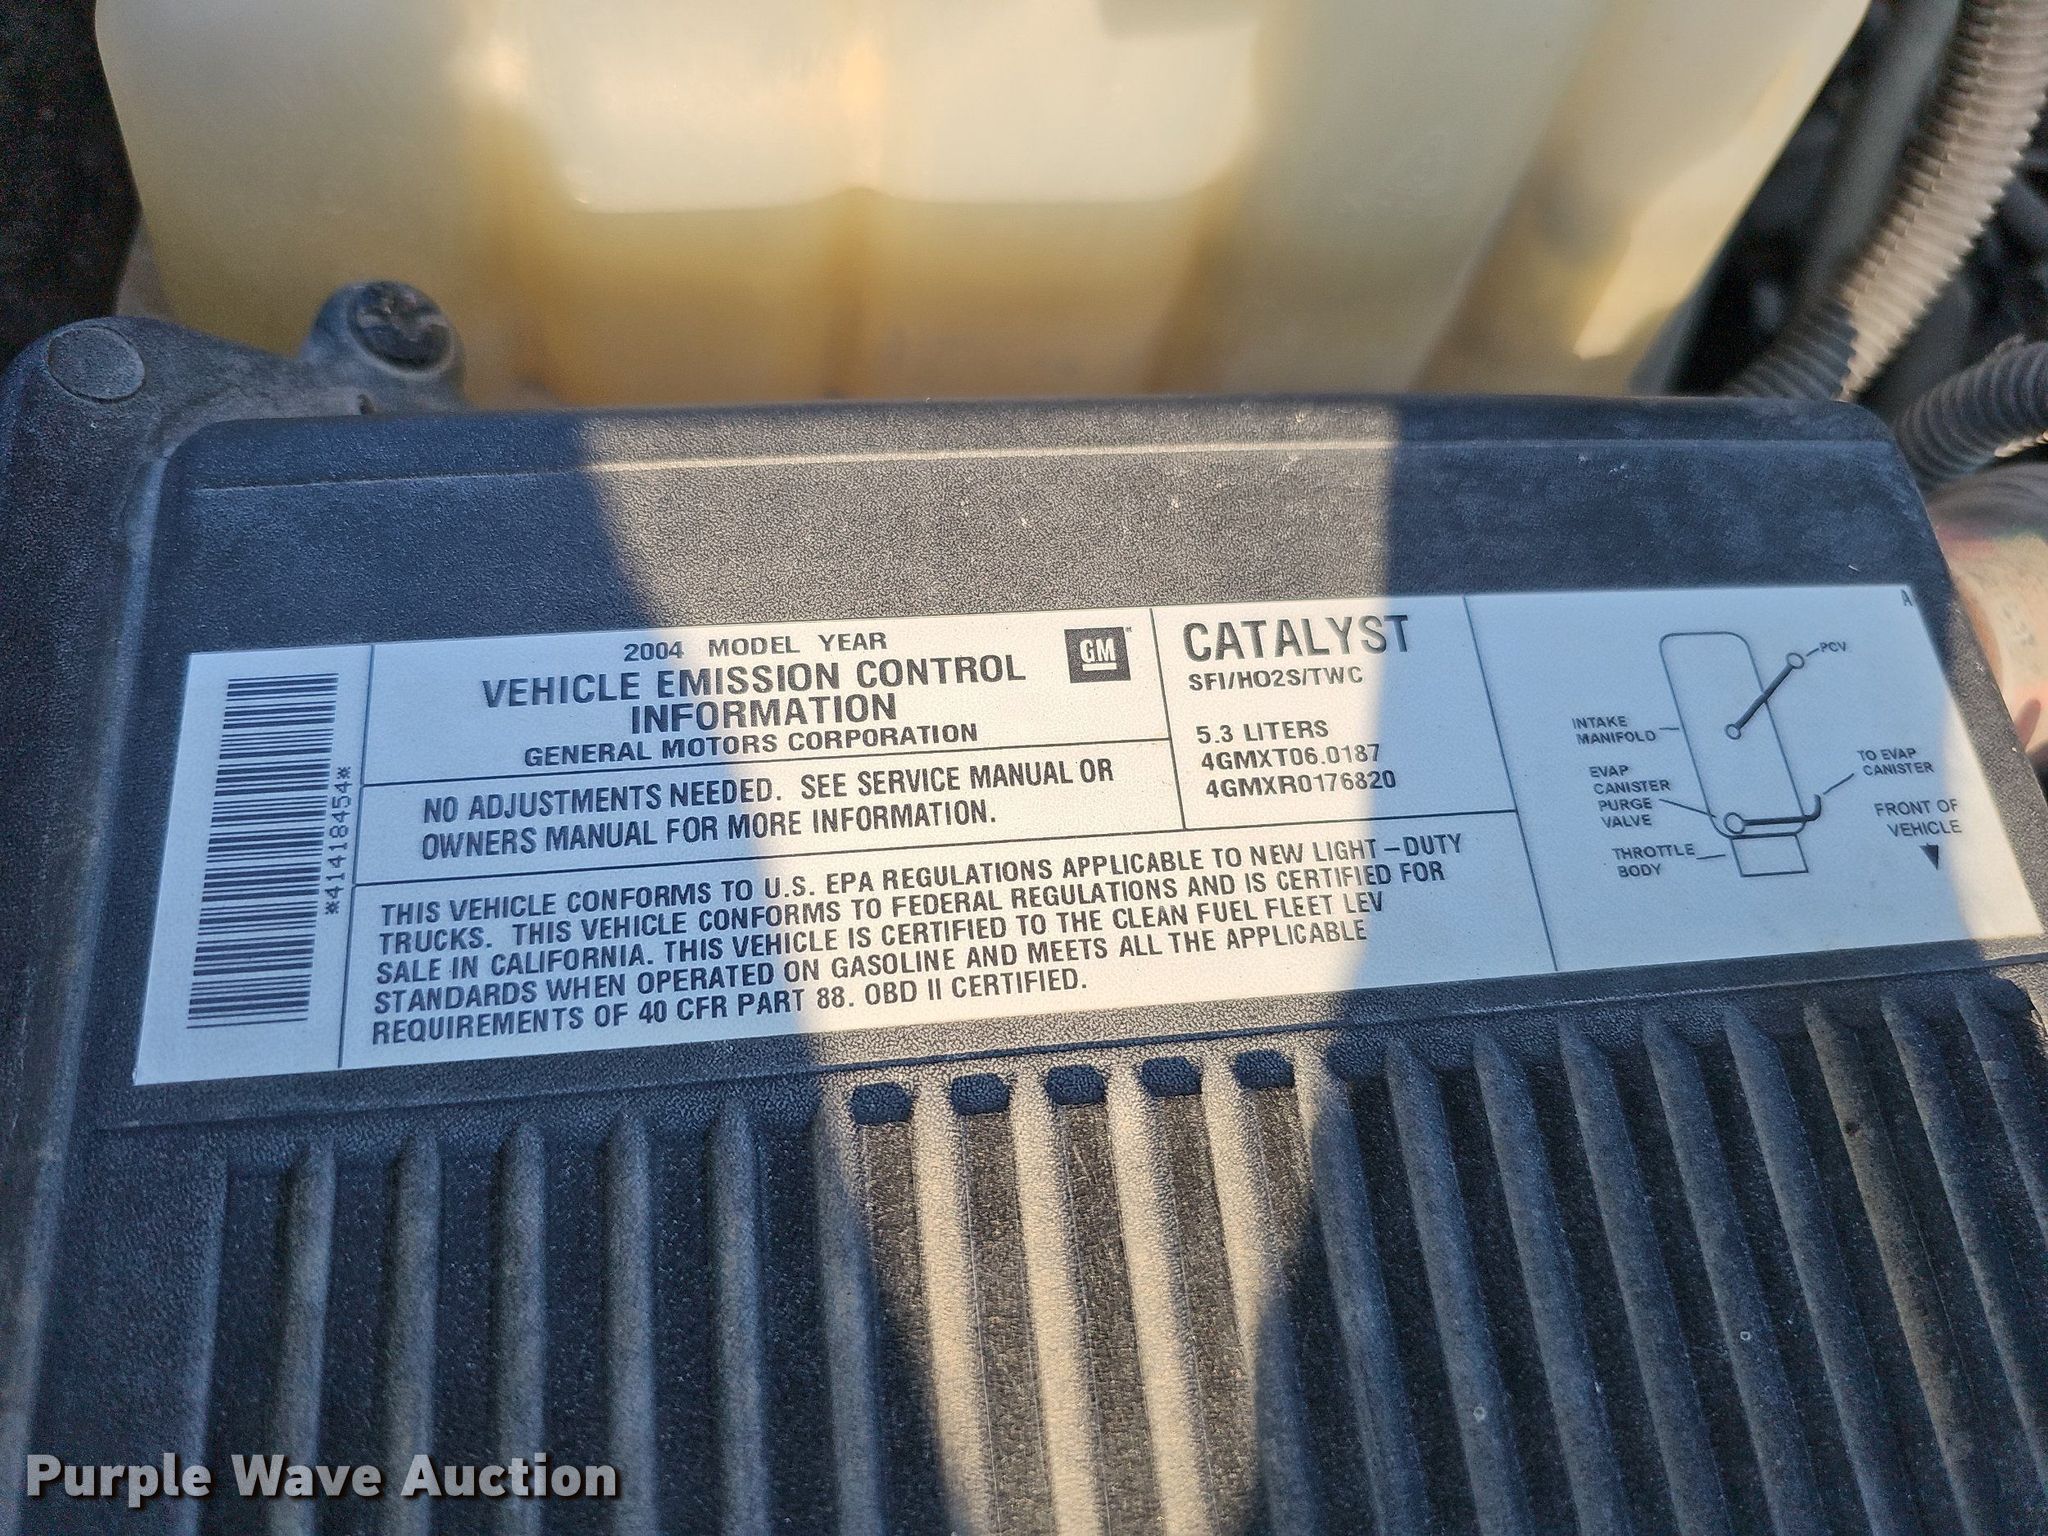 *41418454*
2004 MODEL YEAR
VEHICLE EMISSION CONTROL
INFORMATION
GENERAL MOTORS CORPORATION
GM
NO ADJUSTMENTS NEEDED. SEE SERVICE MANUAL OR
OWNERS MANUAL FOR MORE INFORMATION.
CATALYST
SFI/HO2S/TWC
5.3 LITERS
4GMXT06.0187
4GMXR0176820
THIS VEHICLE CONFORMS TO U.S. EPA REGULATIONS APPLICABLE TO NEW LIGHT-DUTY
TRUCKS. THIS VEHICLE CONFORMS TO FEDERAL REGULATIONS AND IS CERTIFIED FOR
SALE IN CALIFORNIA. THIS VEHICLE IS CERTIFIED TO THE CLEAN FUEL FLEET LEV
STANDARDS WHEN OPERATED ON GASOLINE AND MEETS ALL THE APPLICABLE
REQUIREMENTS OF 40 CFR PART 88. OBD II CERTIFIED.
A
PCV
INTAKE
MANIFOLD
EVAP
CANISTER
PURGE
VALVE
THROTTLE
BODY
TO EVAP
CANISTER
FRONT OF
VEHICLE
Purple Wave Auction